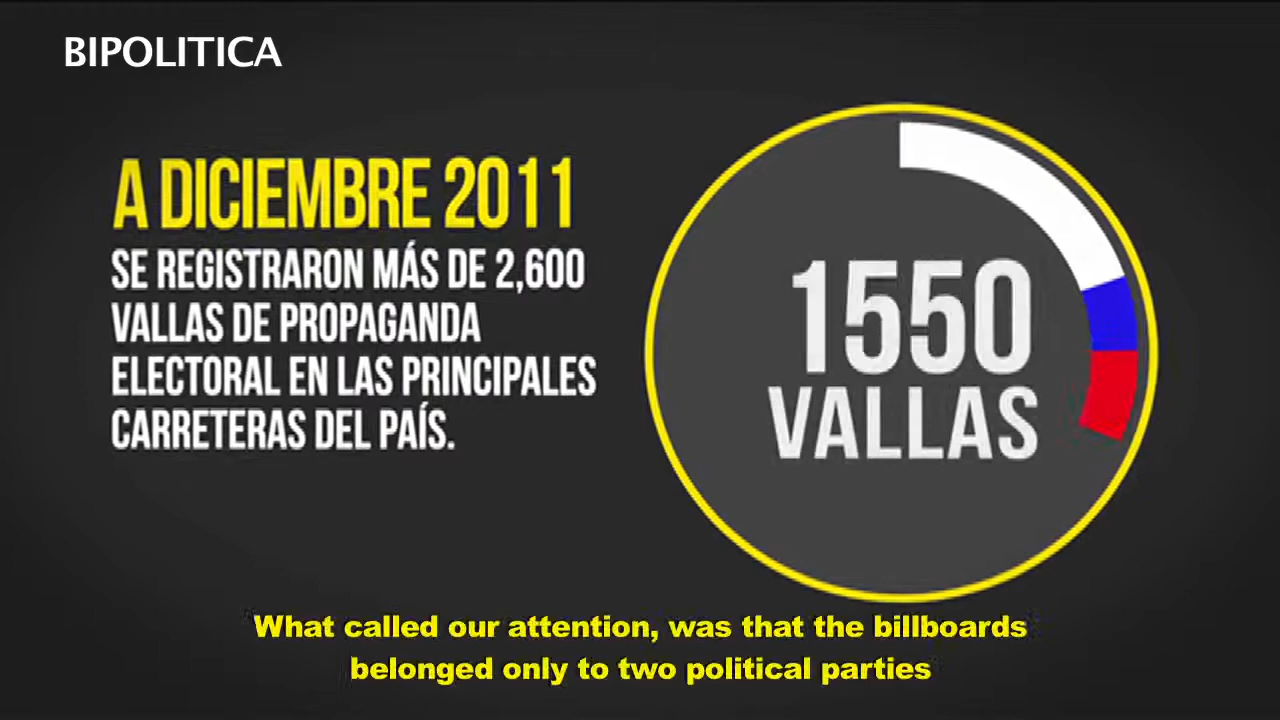 BIPOLITICA
A DICIEMBRE 2011
SE REGISTRARON MÁS DE 2,600
VALLAS DE PROPAGANDA
ELECTORAL EN LAS PRINCIPALES
CARRETERAS DEL PAÍS.
1550
VALLAS
What called our attention, was that the billboards
belonged only to two political parties